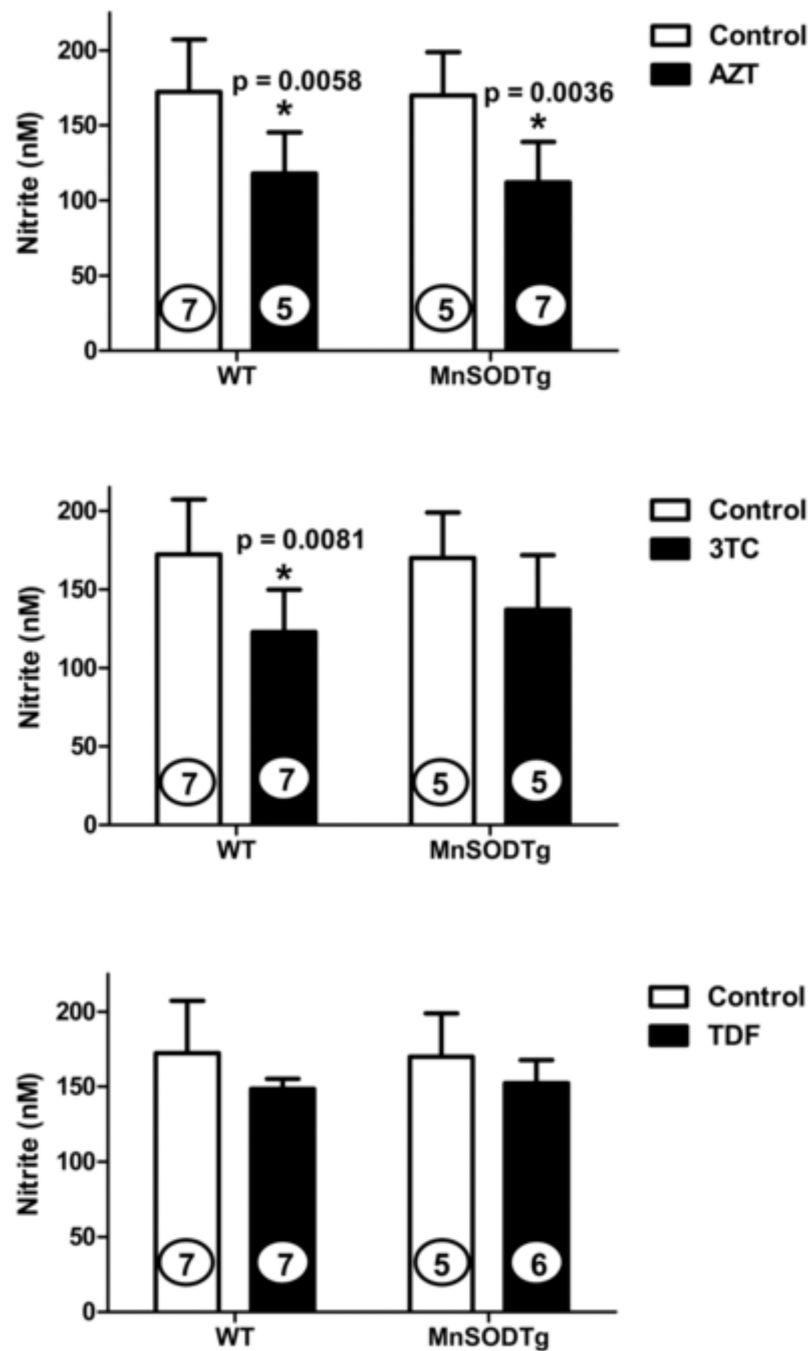 Control
AZT
Nitrite (nM)
200
150
100
50
0
p = 0.0058
*
p = 0.0036
*
7
5
5
7
WT
MnSODTg
Control
3TC
Nitrite (nM)
200
150
100
50
0
p = 0.0081
*
7
7
5
5
WT
MnSODTg
Control
TDF
Nitrite (nM)
200
150
100
50
0
7
7
5
6
WT
MnSODTg